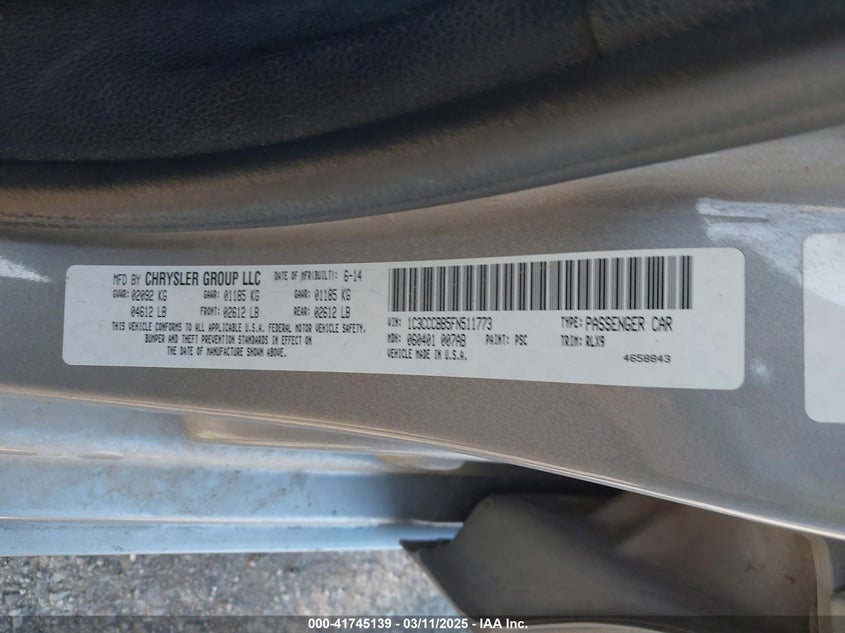 MFD BY CHRYSLER GROUP LLC DATE OF MFR(BUILT): 6-14
GVWR: 02092 KG GAWR: 01185 KG GAWR: 01185 KG
04612 LB FRONT: 02612 LB REAR: 02612 LB
THIS VEHICLE CONFORMS TO ALL APPLICABLE U.S.A. FEDERAL MOTOR VEHICLE SAFETY,
BUMPER AND THEFT PREVENTION STANDARDS IN EFFECT ON
THE DATE OF MANUFACTURE SHOWN ABOVE.
VIN: 1C3CCCBB5FN511773 TYPE: PASSENGER CAR
MDH: 060401 007AB PAINT: PSC TRIM: RLX9
VEHICLE MADE IN U.S.A. 4658843
000-41745139 - 03/11/2025 - IAA Inc.